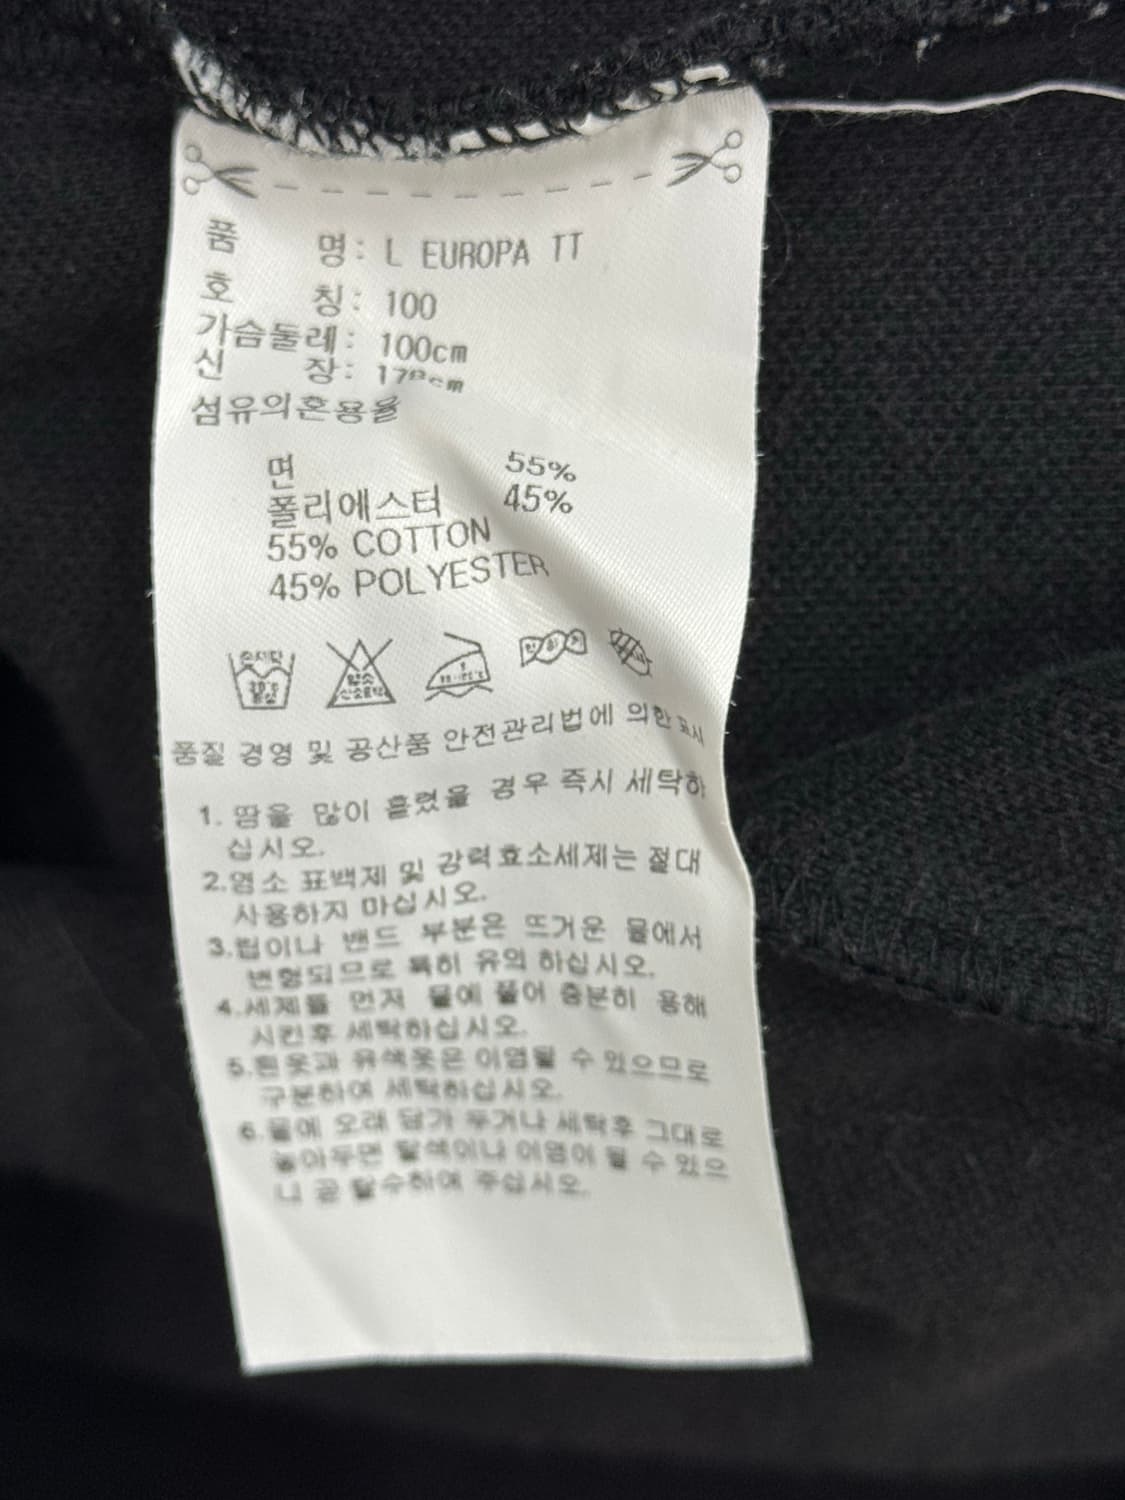 품 명: L EUROPA TT
호 칭: 100
가슴둘레: 100cm
신 장:
섬유의혼용율
면 55%
폴리에스터 45%
55% COTTON
45% POLYESTER
손세탁
염소
품질 경영 및 공산품 안전관리법에 의한 표시
1. 땀을 많이 흘렸을 경우 즉시 세탁하
십시오.
2.염소 표백제 및 강력효소세제는 절대
사용하지 마십시오.
3.립이나 밴드 부분은 뜨거운 물에서
변형되므로 특히 유의 하십시오.
4.세제를 먼저 물에 풀어 충분히 용해
시킨후 세탁하십시오.
5.흰옷과 유색옷은 이염될 수 있으므로
구분하여 세탁하십시오.
6.물에 오래 담가 두거나 세탁후 그대로
놓아두면 탈색이나 이염이 될 수 있으
니 곧 탈수하여 주십시오.